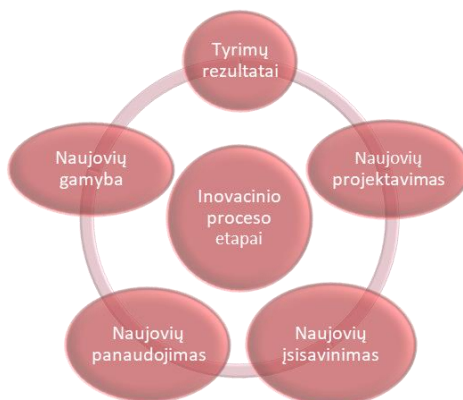 Tyrimų
rezultatai
Naujovių
projektavimas
Naujovių
įsisavinimas
Naujovių
panaudojimas
Naujovių
gamyba
Inovacinio
proceso
etapai